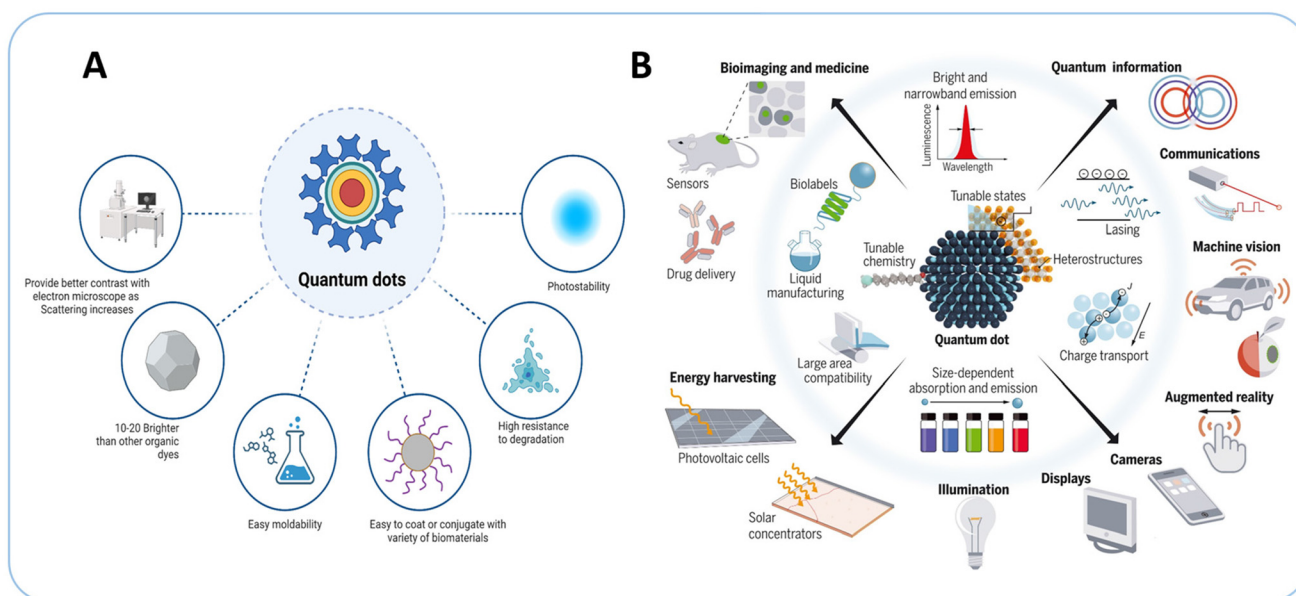 A
Quantum dots
Provide better contrast with
electron microscope as
Scattering increases
Photostability
10-20 Brighter
than other organic
dyes
High resistance
to degradation
Easy moldability
Easy to coat or conjugate with
variety of biomaterials
B
Bioimaging and medicine
Bright and
narrowband emission
Luminescence
Wavelength
Quantum information
Sensors
Biolabels
Tunable states
Communications
Lasing
Drug delivery
Tunable
chemistry
Liquid
manufacturing
Heterostructures
Machine vision
Quantum dot
J
E
Charge transport
Large area
compatibility
Energy harvesting
Size-dependent
absorption and emission
Augmented reality
Photovoltaic cells
Cameras
Displays
Illumination
Solar
concentrators